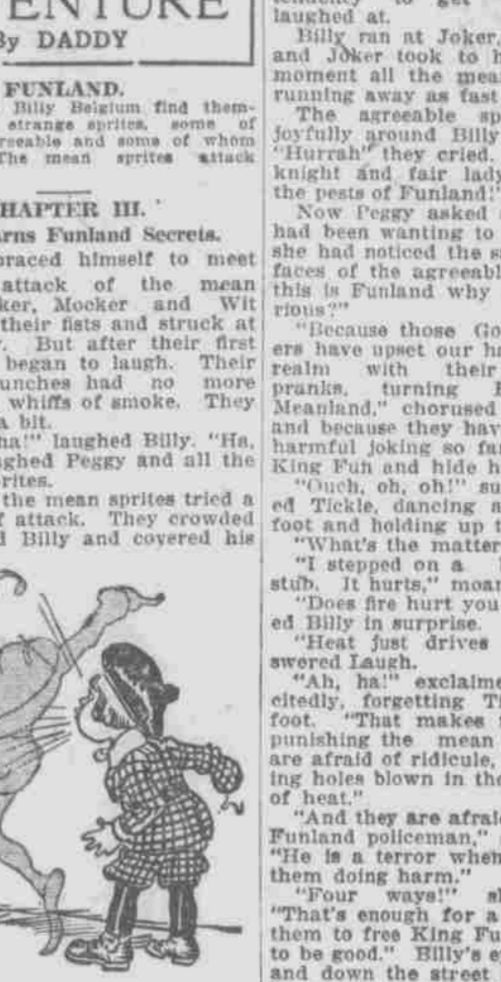 ENTURE
By DADDY
FUNLAND.
Billy Belgium find them-
strange sprites, some of
reeable and some of whom
The mean sprites attack
HAPTER III.
arns Funland Secrets.
braced himself to meet
attack of the mean
ker, Mocker and Wit
their fists and struck at
. But after their first
began to laugh. Their
unches had no more
whiffs of smoke. They
a bit.
ha!" laughed Billy. "Ha,
ghed Peggy and all the
rites.
the mean sprites tried a
f attack. They crowded
d Billy and covered his
tendency to get
laughed at.
Billy ran at Joker,
and Joker took to h
moment all the mea
running away as fast
The agreeable sp
joyfully around Billy
"Hurrah" they cried.
knight and fair lady
the pests of Funland!"
Now Peggy asked
had been wanting to
she had noticed the s
faces of the agreeabl
this is Funland why
rious?"
"Because those Go
ers have upset our ha
realm with their
pranks, turning F
Meanland," chorused
and because they hav
harmful joking so fa
King Fun and hide h
"Ouch, oh, oh!" su
ed Tickle, dancing a
foot and holding up t
"What's the matter
"I stepped on a
stub. It hurts," moan
"Does fire hurt you
ed Billy in surprise.
"Heat just drives
swered Laugh.
"Ah, ha!" exclaime
citedly, forgetting Ti
foot. "That makes
punishing the mean
are afraid of ridicule,
ing holes blown in the
of heat."
"And they are afraid
Funland policeman,"
"He is a terror when
them doing harm."
"Four ways!" sh
"That's enough for a
them to free King Fu
to be good." Billy's e
and down the street